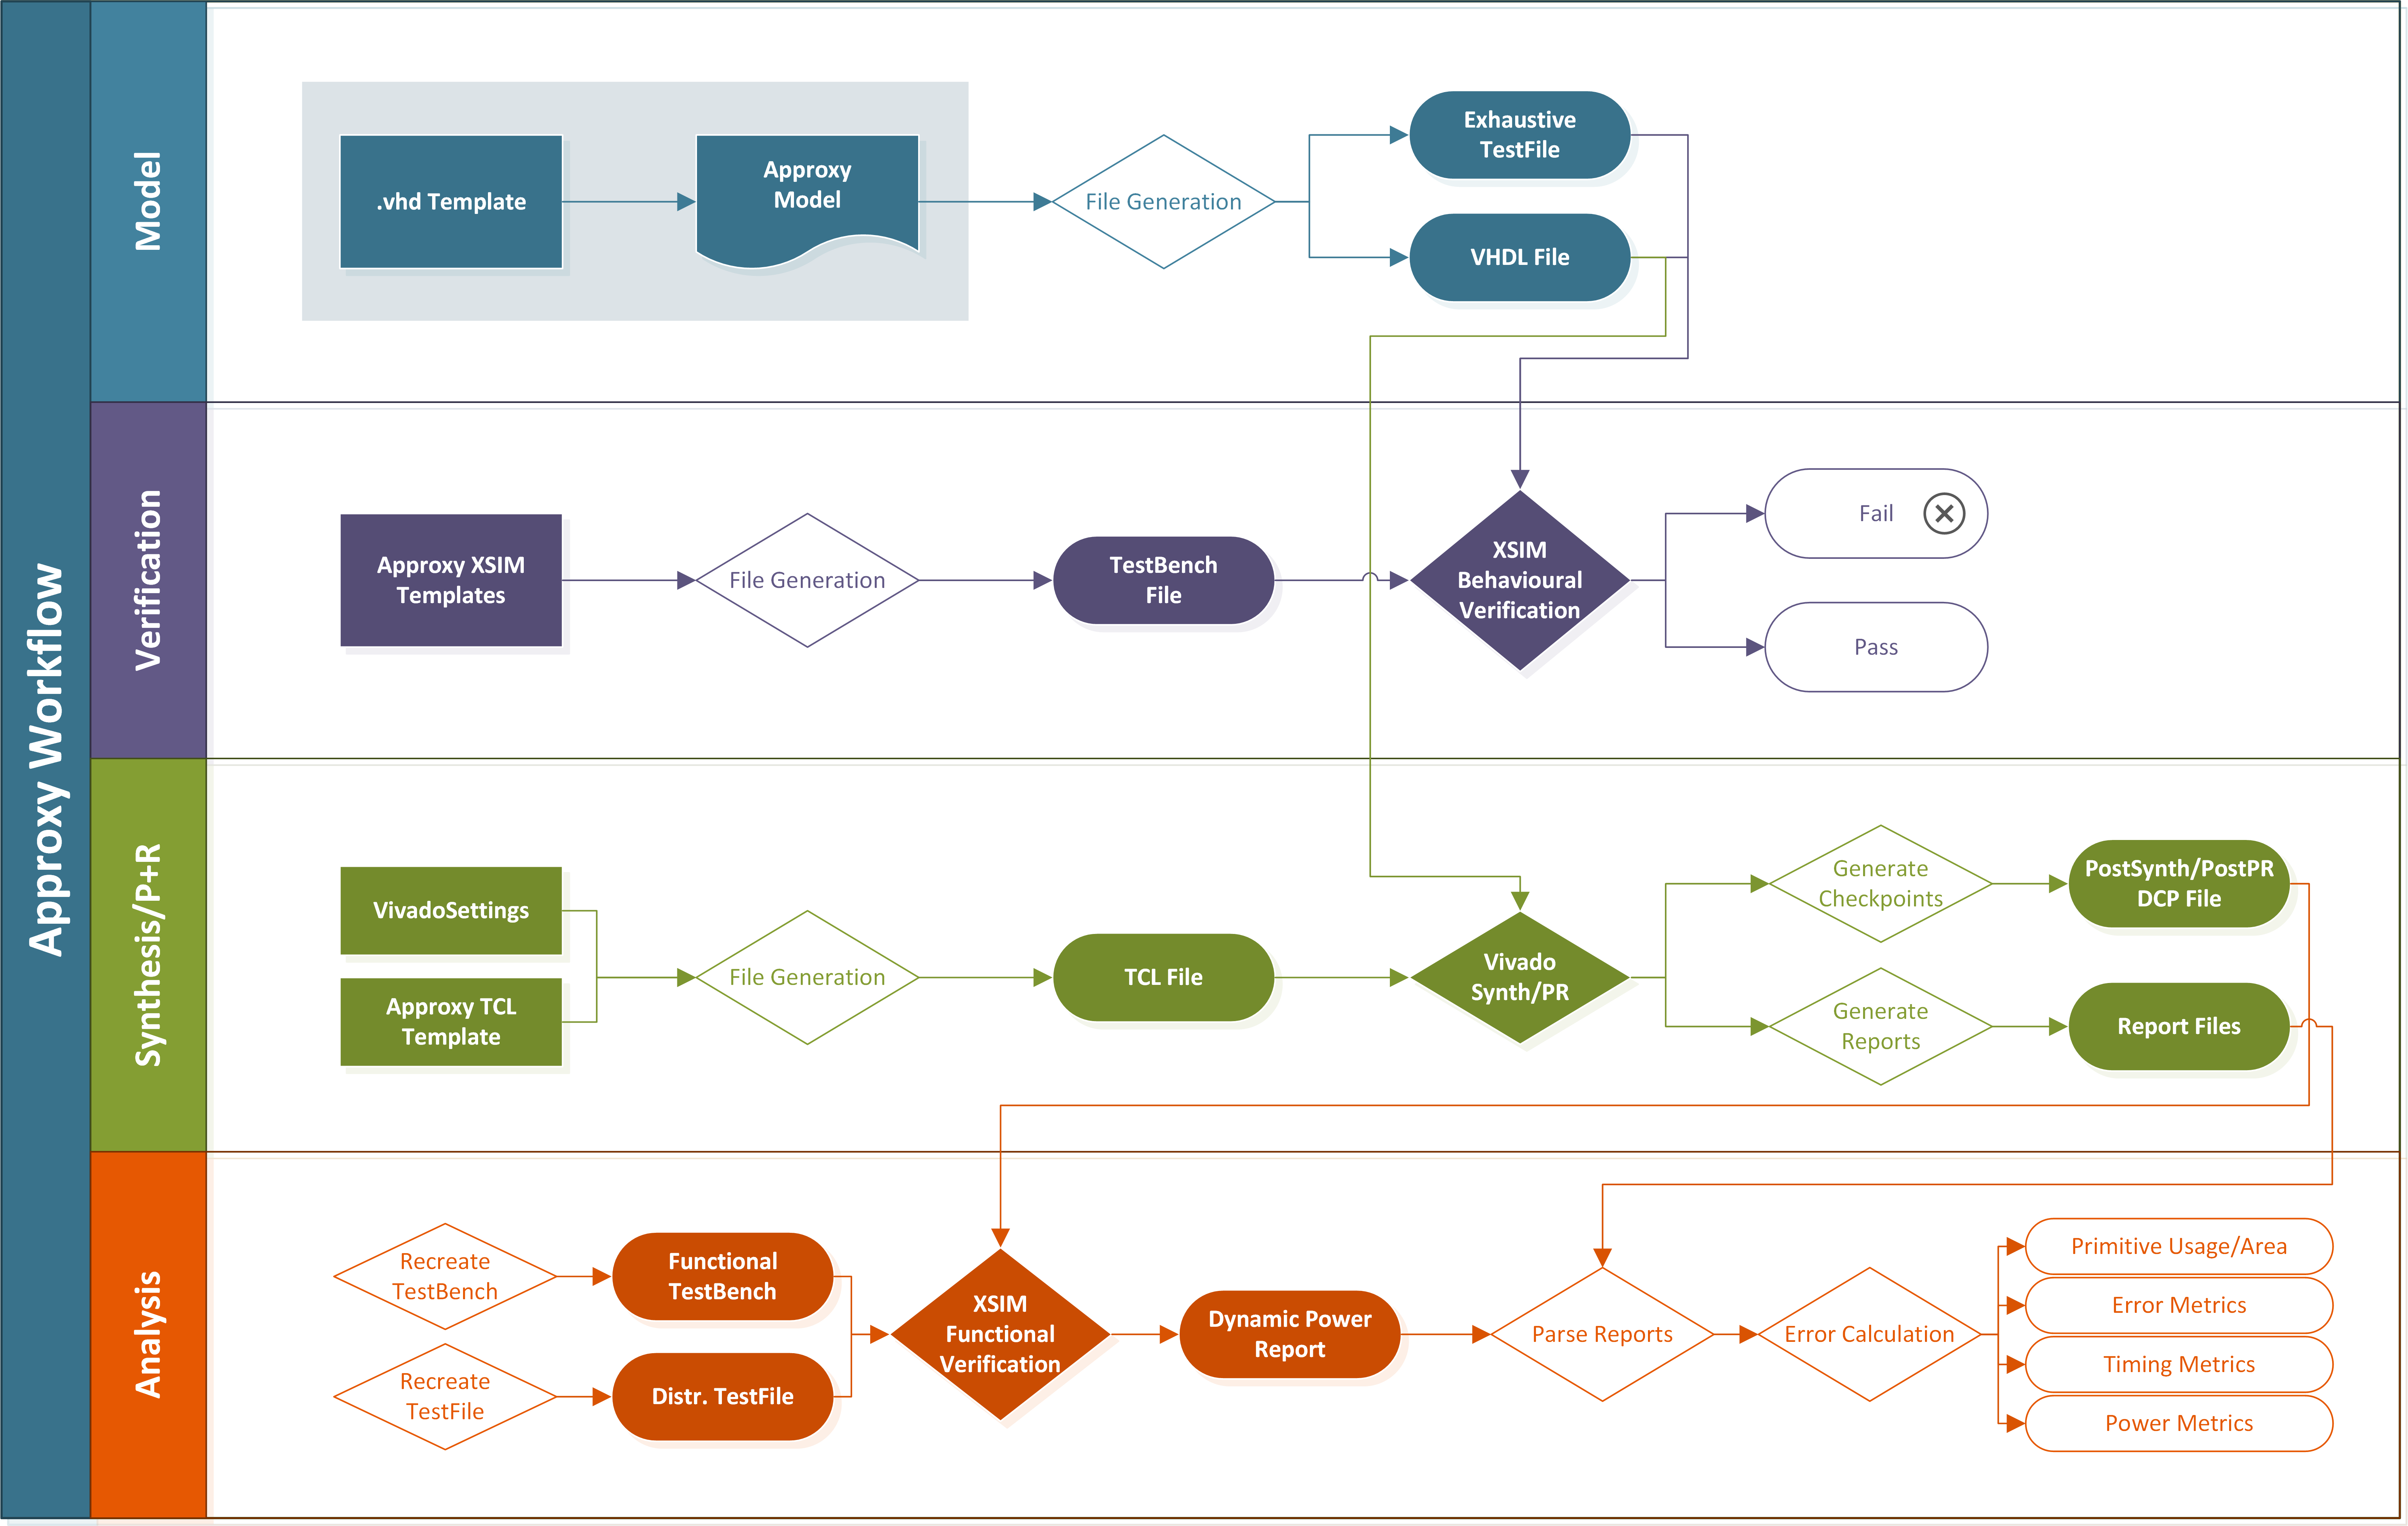 Approxy Workflow
Model
.vhd Template
Approxy
Model
File Generation
Exhaustive
TestFile
VHDL File
Verification
Approxy XSIM
Templates
File Generation
TestBench
File
XSIM
Behavioural
Verification
Fail
Pass
Synthesis/P+R
VivadoSettings
Approxy TCL
Template
File Generation
TCL File
Vivado
Synth/PR
Generate
Checkpoints
PostSynth/PostPR
DCP File
Generate
Reports
Report Files
Analysis
Recreate
TestBench
Functional
TestBench
Recreate
TestFile
Distr. TestFile
XSIM
Functional
Verification
Dynamic Power
Report
Parse Reports
Error Calculation
Primitive Usage/Area
Error Metrics
Timing Metrics
Power Metrics